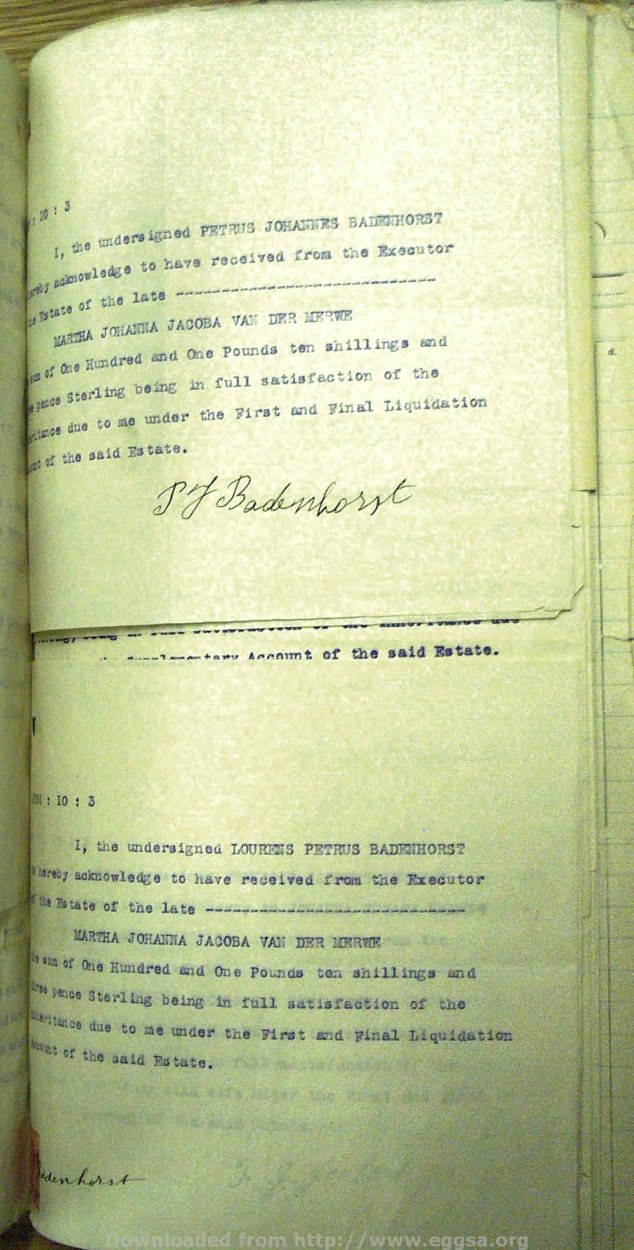 : 10 : 3
I, the undersigned PETRUS JOHANNES BADENHORST
acknowledge to have received from the Executor
Estate of the late ------------------------------
MARTHA JOHANNA JACOBA VAN DER MERWE
sum of One Hundred and One Pounds ten shillings and
pence Sterling being in full satisfaction of the
due to me under the First and Final Liquidation
of the said Estate.
P J Badenhorst
Account of the said Estate.
: I0 : 3
I, the undersigned LOURENS PETRUS BADENHORST
hereby acknowledge to have received from the Executor
of the Estate of the late ------------------------------
MARTHA JOHANNA JACOBA VAN DER MERWE
sum of One Hundred and One Pounds ten shillings and
pence Sterling being in full satisfaction of the
due to me under the First and Final Liquidation
of the said Estate.
Downloaded from http://www.eggsa.org